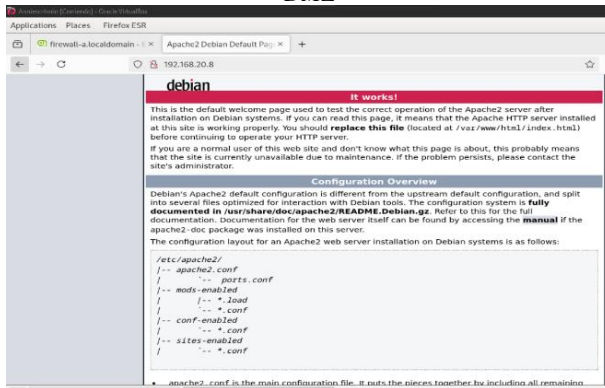 DMZ
Applications Places Firefox ESR
firewall-a.localdomain - × Apache2 Debian Default Pag × +
192.168.20.8
debian
It works!
This is the default welcome page used to test the correct operation of the Apache2 server after
installation on Debian systems. If you can read this page, it means that the Apache HTTP server installed
at this site is working properly. You should replace this file (located at /var/www/html/index.html)
before continuing to operate your HTTP server.
If you are a normal user of this web site and don't know what this page is about, this probably means
that the site is currently unavailable due to maintenance. If the problem persists, please contact the
site's administrator.
Configuration Overview
Debian's Apache2 default configuration is different from the upstream default configuration, and split
into several files optimized for interaction with Debian tools. The configuration system is fully
documented in /usr/share/doc/apache2/README.Debian.gz. Refer to this for the full
documentation. Documentation for the web server itself can be found by accessing the manual if the
apache2-doc package was installed on this server.
The configuration layout for an Apache2 web server installation on Debian systems is as follows:
/etc/apache2/
|-- apache2.conf
| `-- ports.conf
|-- mods-enabled
| |-- *.load
| `-- *.conf
|-- conf-enabled
| `-- *.conf
|-- sites-enabled
| `-- *.conf
• apache2.conf is the main configuration file. It puts the pieces together by including all remaining